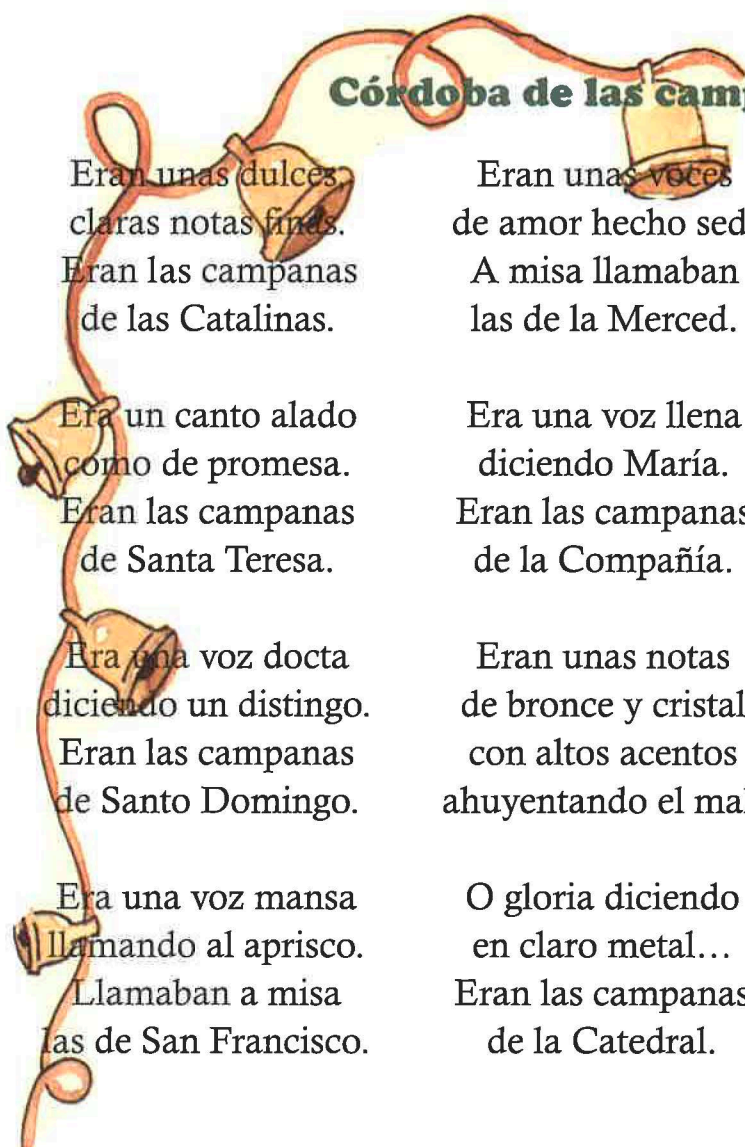 Córdoba de las camp
Eran unas dulces,
claras notas finas.
Eran las campanas
de las Catalinas.
Era un canto alado
como de promesa.
Eran las campanas
de Santa Teresa.
Era una voz docta
diciendo un distingo.
Eran las campanas
de Santo Domingo.
Era una voz mansa
llamando al aprisco.
Llamaban a misa
las de San Francisco.
Eran unas voces
de amor hecho sed
A misa llamaban
las de la Merced.
Era una voz llena
diciendo María.
Eran las campanas
de la Compañía.
Eran unas notas
de bronce y cristal
con altos acentos
ahuyentando el mal
O gloria diciendo
en claro metal…
Eran las campanas
de la Catedral.